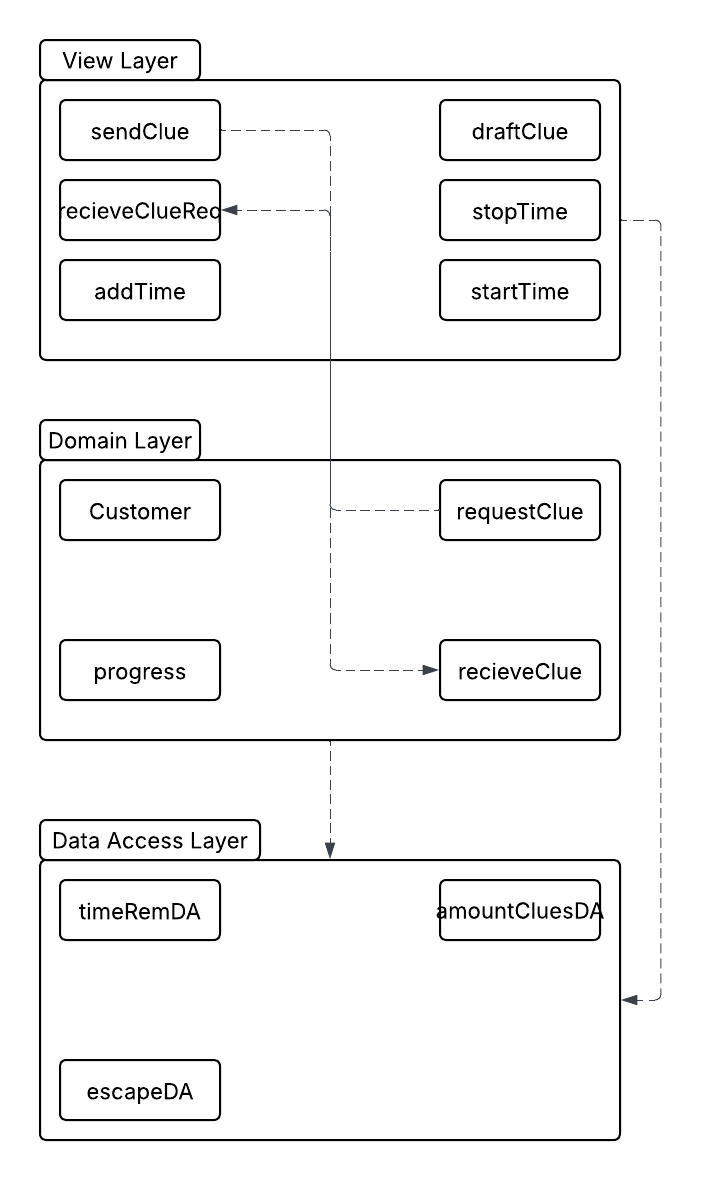 View Layer
sendClue
draftClue
recieveClueReq
stopTime
addTime
startTime
Domain Layer
Customer
requestClue
progress
recieveClue
Data Access Layer
timeRemDA
amountCluesDA
escapeDA